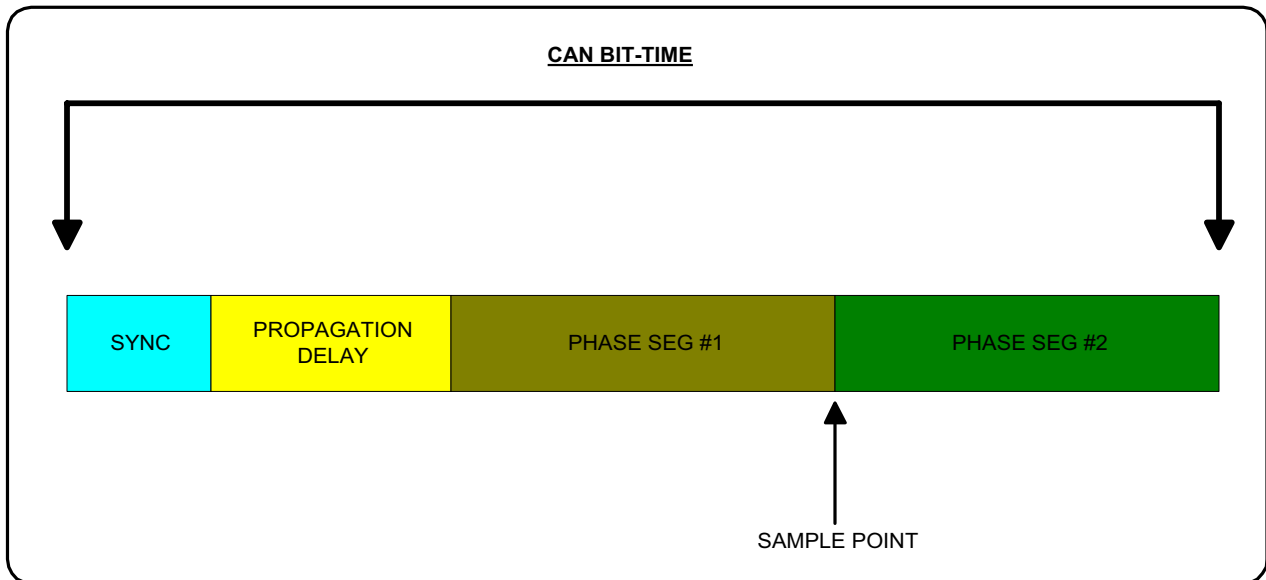 CAN BIT-TIME
SYNC
PROPAGATION
DELAY
PHASE SEG #1
PHASE SEG #2
SAMPLE POINT